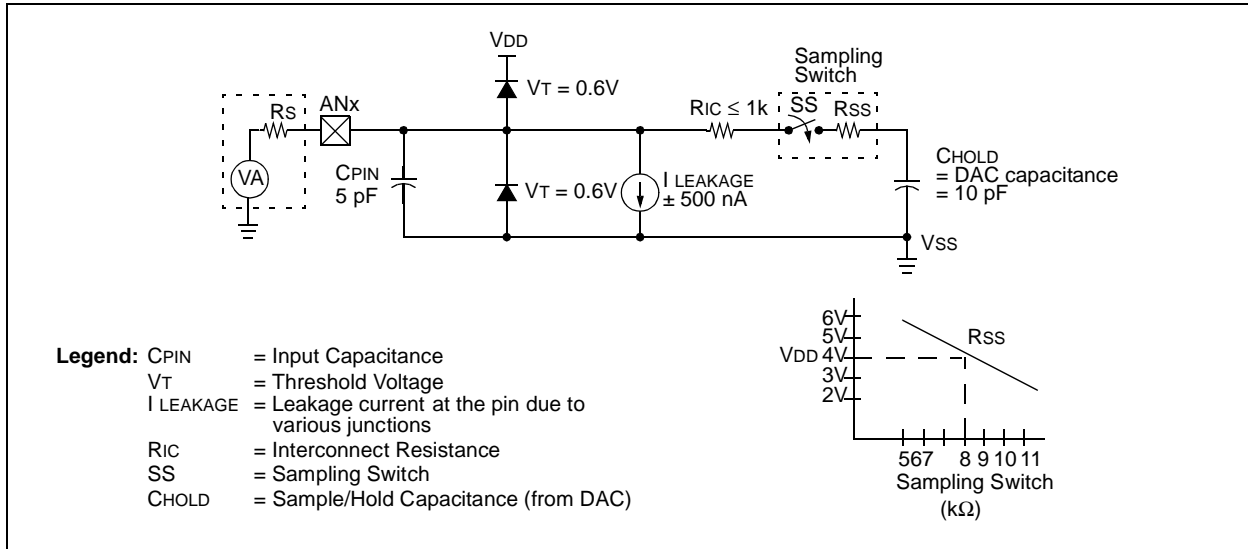 VDD
Sampling
Switch
VT = 0.6V
RS
ANx
RIC ≤ 1k
SS
RSS
VA
CPIN
5 pF
VT = 0.6V
I LEAKAGE
± 500 nA
CHOLD
= DAC capacitance
= 10 pF
VSS
Legend: CPIN = Input Capacitance
VT = Threshold Voltage
I LEAKAGE = Leakage current at the pin due to
various junctions
RIC = Interconnect Resistance
SS = Sampling Switch
CHOLD = Sample/Hold Capacitance (from DAC)
6V
5V
VDD 4V
3V
2V
RSS
567 8 9 10 11
Sampling Switch
(kΩ)